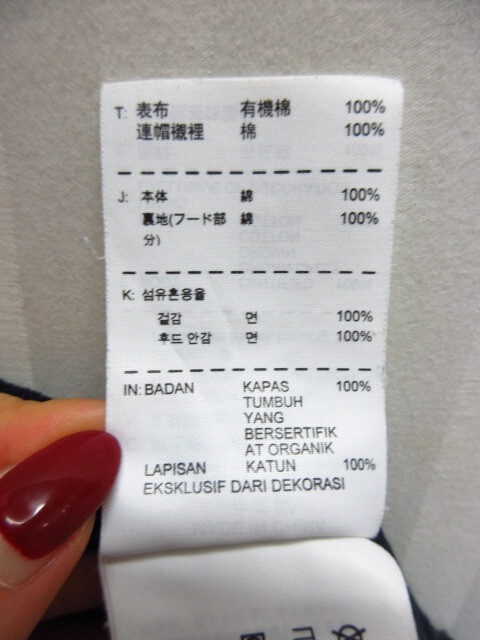 T: 表布 有機棉 100%
連帽襯裡 棉 100%
J: 本体 綿 100%
裏地(フード部 綿 100%
分)
K: 섬유혼용율
겉감 면 100%
후드 안감 면 100%
IN: BADAN KAPAS 100%
TUMBUH
YANG
BERSERTIFIK
AT ORGANIK
LAPISAN KATUN 100%
EKSKLUSIF DARI DEKORASI